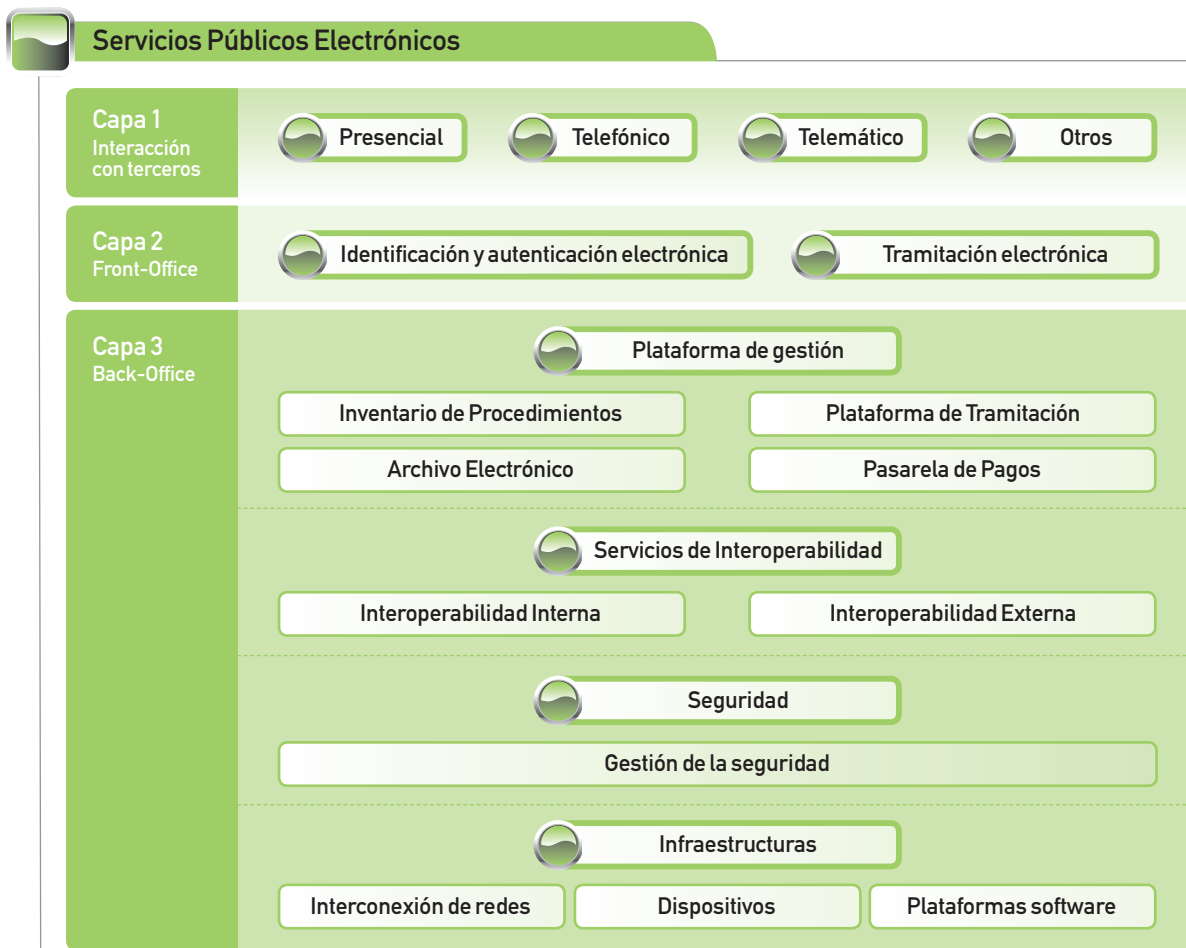 Servicios Públicos Electrónicos
Capa 1
Interacción
con terceros
Presencial
Telefónico
Telemático
Otros
Capa 2
Front-Office
Identificación y autenticación electrónica
Tramitación electrónica
Capa 3
Back-Office
Plataforma de gestión
Inventario de Procedimientos
Plataforma de Tramitación
Archivo Electrónico
Pasarela de Pagos
Servicios de Interoperabilidad
Interoperabilidad Interna
Interoperabilidad Externa
Seguridad
Gestión de la seguridad
Infraestructuras
Interconexión de redes
Dispositivos
Plataformas software